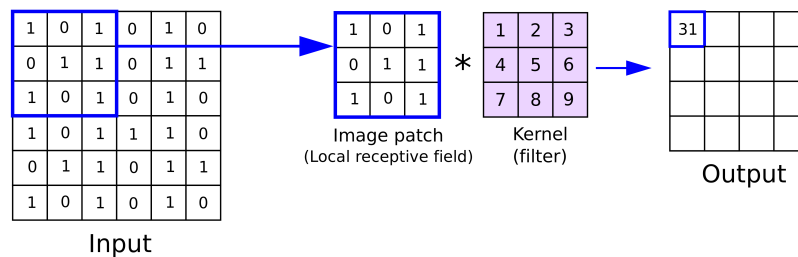 1 0 1 0 1 0
0 1 1 0 1 1
1 0 1 0 1 0
1 0 1 1 1 0
0 1 1 0 1 1
1 0 1 0 1 0
Input
1 0 1
0 1 1
1 0 1
Image patch
(Local receptive field)
*
1 2 3
4 5 6
7 8 9
Kernel
(filter)
31
Output